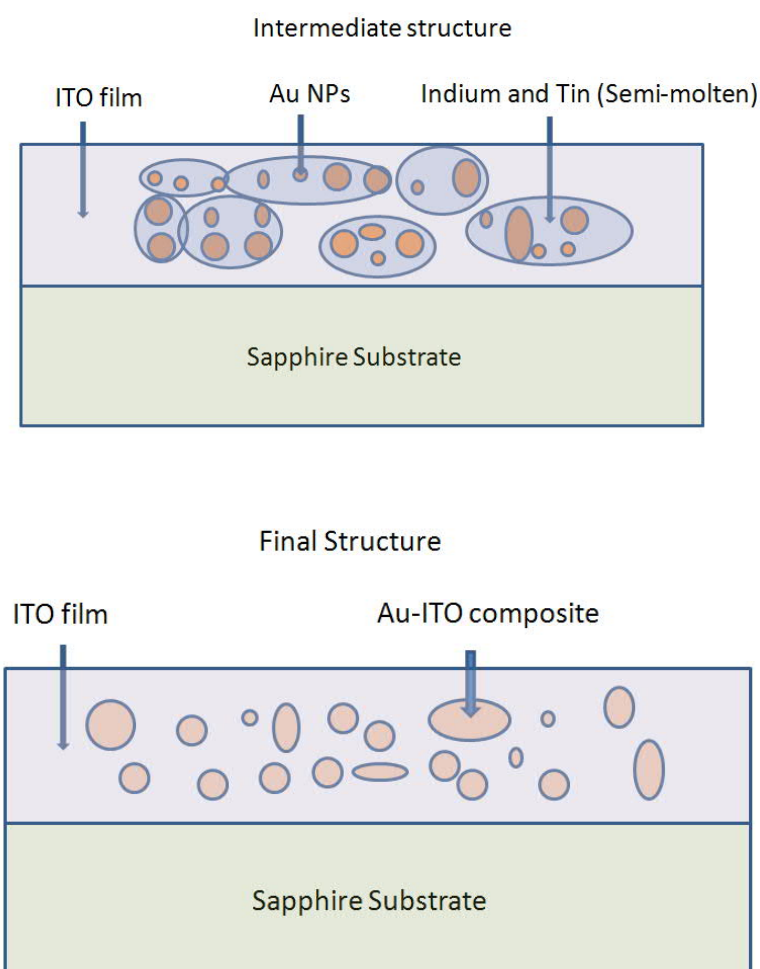 Intermediate structure
ITO film
Au NPs
Indium and Tin (Semi-molten)
Sapphire Substrate
Final Structure
ITO film
Au-ITO composite
Sapphire Substrate